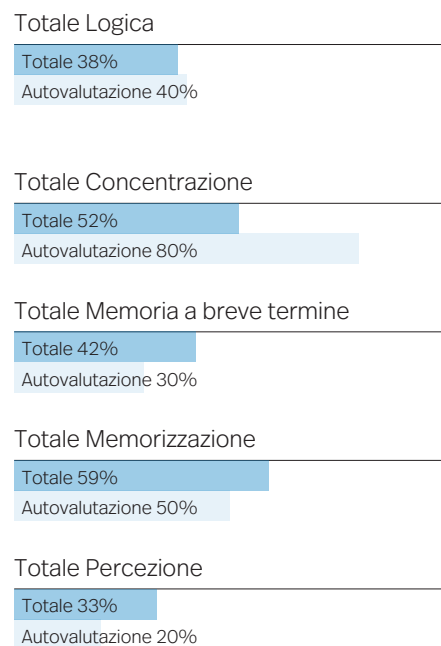 Totale Logica
Totale 38%
Autovalutazione 40%
Totale Concentrazione
Totale 52%
Autovalutazione 80%
Totale Memoria a breve termine
Totale 42%
Autovalutazione 30%
Totale Memorizzazione
Totale 59%
Autovalutazione 50%
Totale Percezione
Totale 33%
Autovalutazione 20%